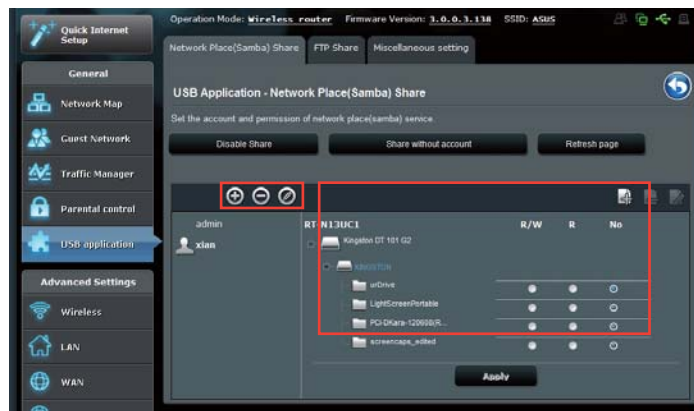 Quick Internet Setup
Operation Mode: Wireless router Firmware Version: 3.0.0.3.138 SSID: ASUS
Network Place(Samba) Share FTP Share Miscellaneous setting
General
Network Map
Guest Network
Traffic Manager
Parental control
USB application
Advanced Settings
Wireless
LAN
WAN
USB Application - Network Place(Samba) Share
Set the account and permission of network place(samba) service.
Disable Share Share without account Refresh page
admin
xian
RT-N13UC1 R/W R No
Kingston DT 101 G2
KINGSTON
urDrive
LightScreenPortable
PCI-DKara-120608(R...
screencaps_edited
Apply